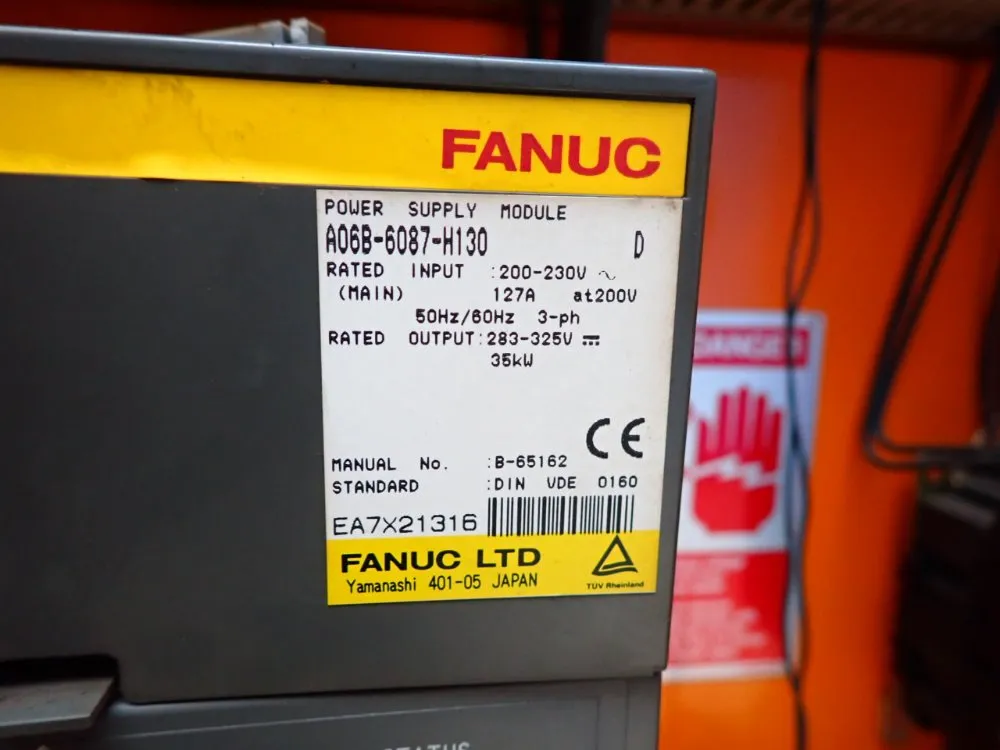 FANUC
POWER SUPPLY MODULE
A06B-6087-H130 D
RATED INPUT :200-230V ~
(MAIN) 127A at200V
50Hz/60Hz 3-ph
RATED OUTPUT:283-325V ⎓
35kW
CE
MANUAL No. :B-65162
STANDARD :DIN VDE 0160
EA7X21316
FANUC LTD
Yamanashi 401-05 JAPAN
TÜV Rheinland
DANGER
STATUS